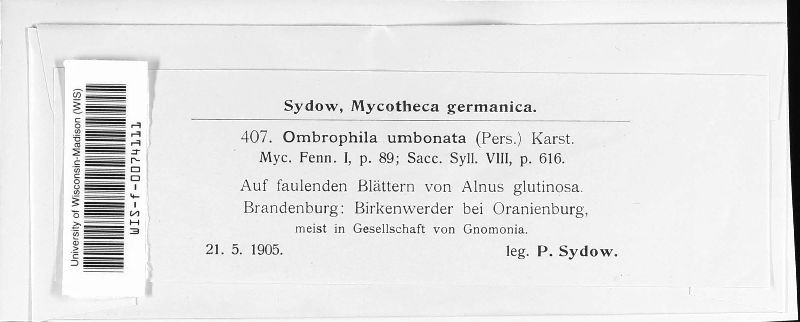 University of Wisconsin-Madison (WIS)
WIS-f-0074111
Sydow, Mycotheca germanica.
407. Ombrophila umbonata (Pers.) Karst.
Myc. Fenn. I, p. 89; Sacc. Syll. VIII, p. 616.
Auf faulenden Blättern von Alnus glutinosa.
Brandenburg: Birkenwerder bei Oranienburg,
meist in Gesellschaft von Gnomonia.
21. 5. 1905. leg. P. Sydow.